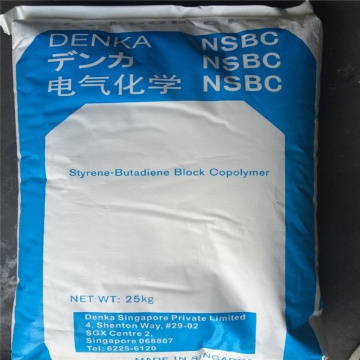 DENKA NSBC
デンカ NSBC
电气化学 NSBC
Styrene-Butadiene Block Copolymer
NET WT: 25kg
Denka Singapore Private Limited
4, Shenton Way, #29-02
SGX Centre 2,
Singapore 068807
Tel: 6225-6120
MADE IN